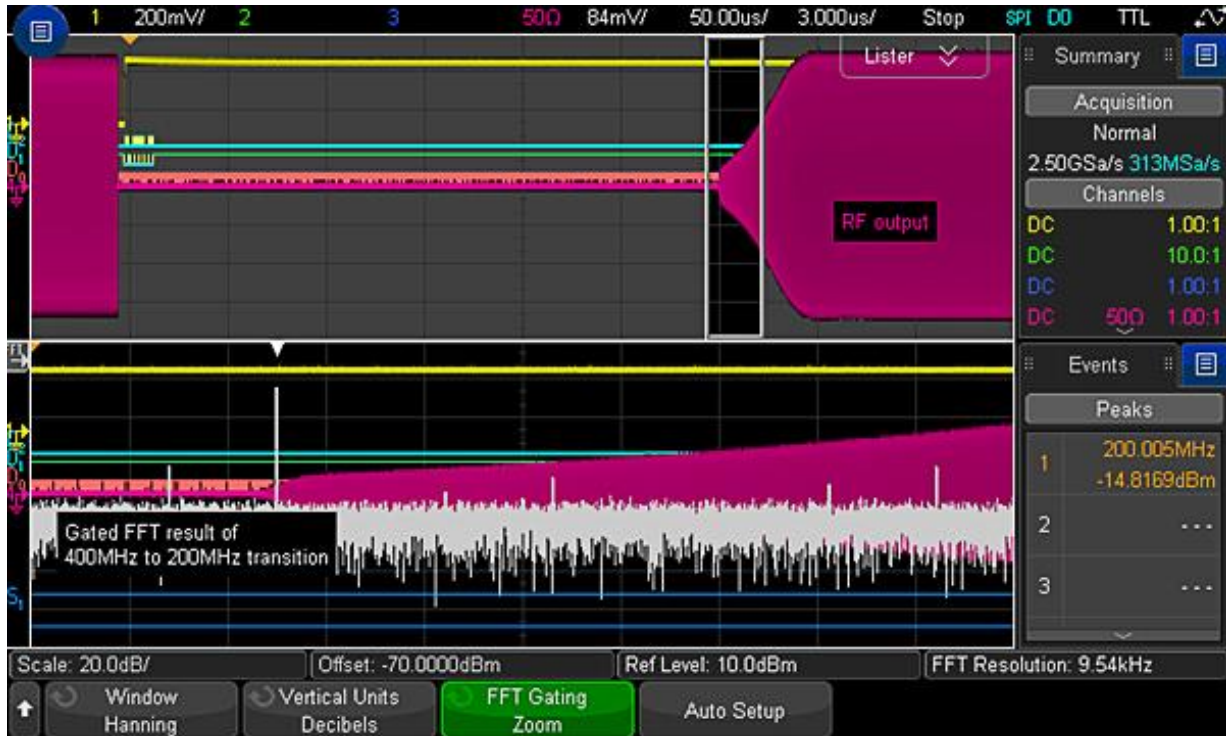 1 200mV/ 2 3 50Ω 84mV/ 50.00us/ 3.000us/ Stop SPI D0 TTL
Lister
RF output
Summary
Acquisition
Normal
2.50GSa/s 313MSa/s
Channels
DC 1.00:1
DC 10.0:1
DC 1.00:1
DC 50Ω 1.00:1
Gated FFT result of
400MHz to 200MHz transition
S1
Events
Peaks
1 200.005MHz
-14.8169dBm
2 ---
3 ---
Scale: 20.0dB/ Offset: -70.0000dBm Ref Level: 10.0dBm FFT Resolution: 9.54kHz
Window
Hanning
Vertical Units
Decibels
FFT Gating
Zoom
Auto Setup